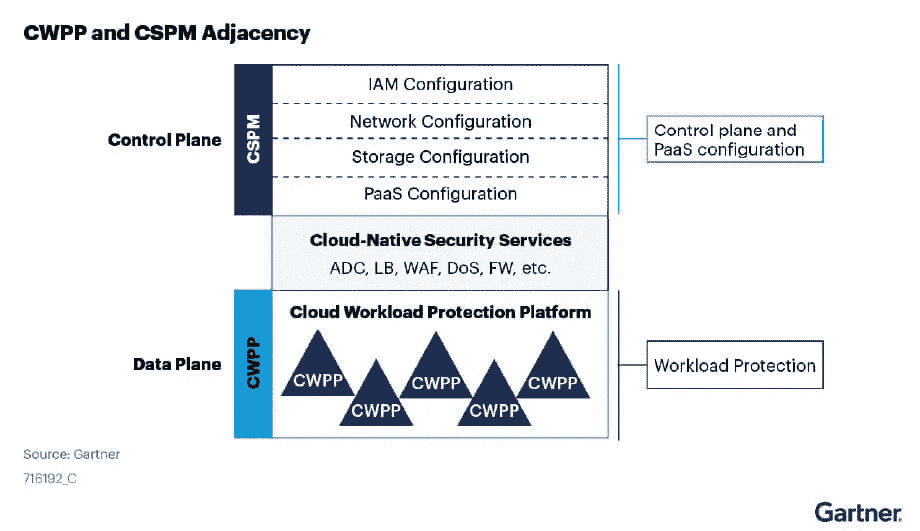 CWPP and CSPM Adjacency
Control Plane
CSPM
IAM Configuration
Network Configuration
Storage Configuration
PaaS Configuration
Control plane and
PaaS configuration
Cloud-Native Security Services
ADC, LB, WAF, DoS, FW, etc.
Data Plane
CWPP
Cloud Workload Protection Platform
CWPP
CWPP
CWPP
CWPP
CWPP
Workload Protection
Source: Gartner
716192_C
Gartner